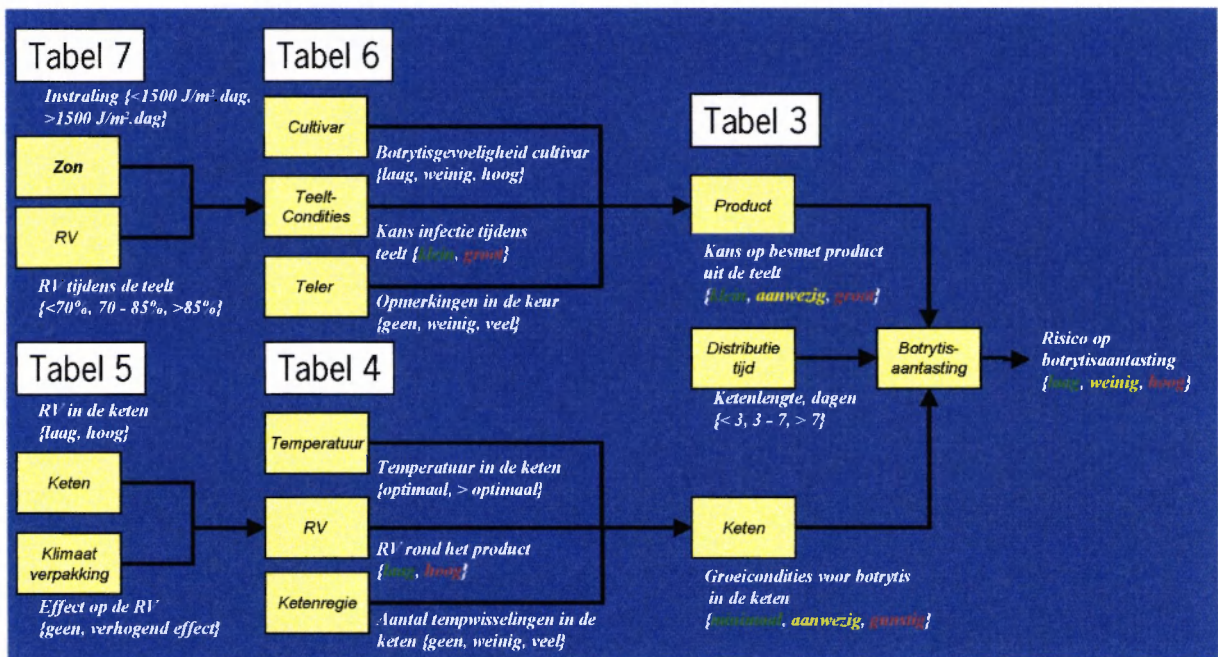 Tabel 7
Instraling {<1500 J/m².dag,
>1500 J/m².dag}
Zon
RV
RV tijdens de teelt
{<70%, 70 - 85%, >85%}
Tabel 6
Cultivar
Botrytisgevoeligheid cultivar
{laag, weinig, hoog}
Teelt-
Condities
Kans infectie tijdens
teelt {klein, groot}
Teler
Opmerkingen in de keur
{geen, weinig, veel}
Tabel 3
Product
Kans op besmet product
uit de teelt
{klein, aanwezig, groot}
Distributie
tijd
Ketenlengte, dagen
{< 3, 3 - 7, > 7}
Botrytis-
aantasting
Risico op
botrytisaantasting
{laag, weinig, hoog}
Tabel 5
RV in de keten
{laag, hoog}
Keten
Klimaat
verpakking
Effect op de RV
{geen, verhogend effect}
Tabel 4
Temperatuur
Temperatuur in de keten
{optimaal, > optimaal}
RV
RV rond het product
{laag, hoog}
Ketenregie
Aantal tempwisselingen in de
keten {geen, weinig, veel}
Keten
Groeicondities voor botrytis
in de keten
{, aanwezig, gunstig}